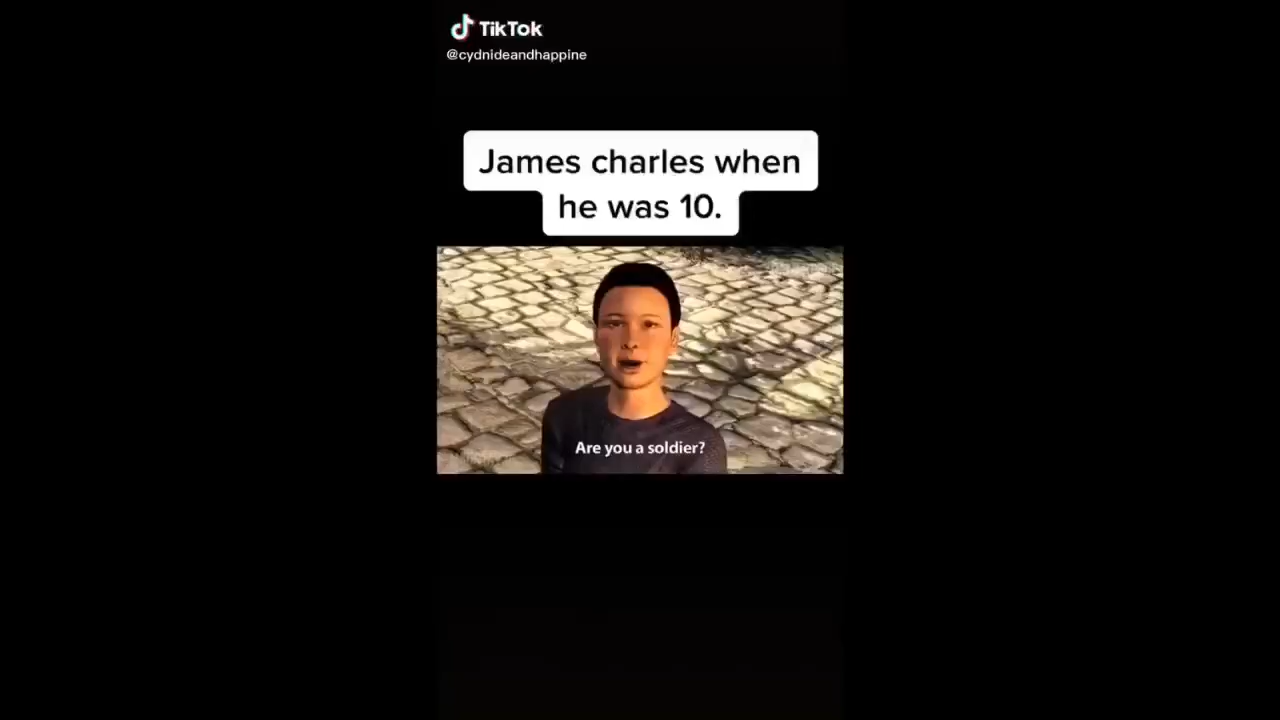 TikTok
@cydnideandhappine
James charles when
he was 10.
Are you a soldier?